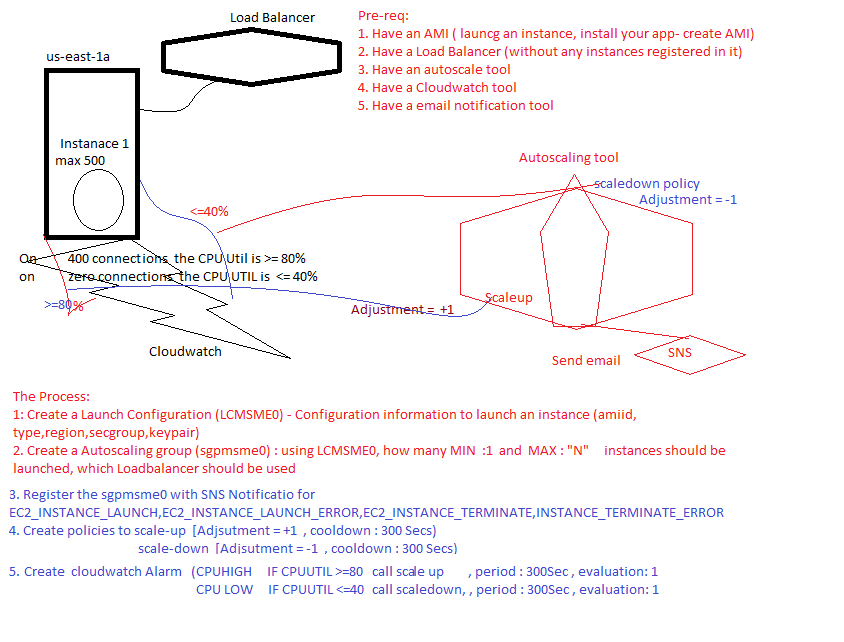 Load Balancer
Pre-req:
1. Have an AMI ( launcg an instance, install your app- create AMI)
2. Have a Load Balancer (without any instances registered in it)
3. Have an autoscale tool
4. Have a Cloudwatch tool
5. Have a email notification tool
us-east-1a
Instanace 1
max 500
Autoscaling tool
scaledown policy
Adjustment = -1
<=40%
On 400 connections the CPU Util is >= 80%
on zero connections the CPU UTIL is <= 40%
>=80%
Scaleup
Adjustment = +1
Cloudwatch
Send email
SNS
The Process:
1: Create a Launch Configuration (LCMSME0) - Configuration information to launch an instance (amiid,
type,region,secgroup,keypair)
2. Create a Autoscaling group (sgpmsme0) : using LCMSME0, how many MIN :1 and MAX : "N" instances should be
launched, which Loadbalancer should be used
3. Register the sgpmsme0 with SNS Notificatio for
EC2_INSTANCE_LAUNCH,EC2_INSTANCE_LAUNCH_ERROR,EC2_INSTANCE_TERMINATE,INSTANCE_TERMINATE_ERROR
4. Create policies to scale-up [Adjsutment = +1 , cooldown : 300 Secs)
scale-down [Adjsutment = -1 , cooldown : 300 Secs)
5. Create cloudwatch Alarm (CPUHIGH IF CPUUTIL >=80 call scale up , period : 300Sec , evaluation: 1
CPU LOW IF CPUUTIL <=40 call scaledown, , period : 300Sec , evaluation: 1